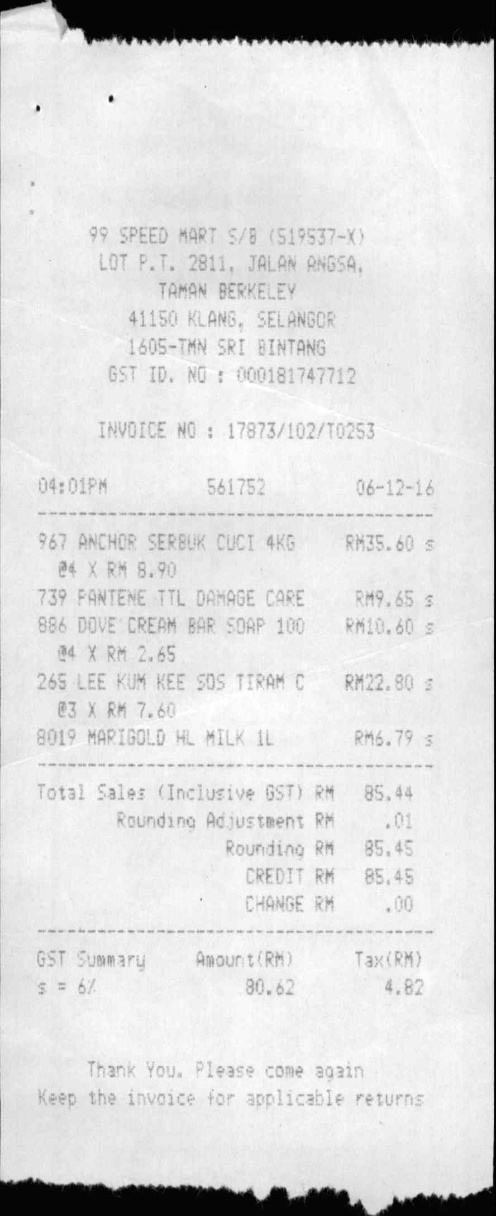 99 SPEED MART S/B (519537-X)
LOT P.T. 2811, JALAN ANGSA,
TAMAN BERKELEY
41150 KLANG, SELANGOR
1605-TMN SRI BINTANG
GST ID. NO : 000181747712
INVOICE NO : 17873/102/T0253
04:01PM 561752 06-12-16
967 ANCHOR SERBUK CUCI 4KG RM35.60 s
@4 X RM 8.90
739 PANTENE TTL DAMAGE CARE RM9.65 s
886 DOVE CREAM BAR SOAP 100 RM10.60 s
@4 X RM 2.65
265 LEE KUM KEE SOS TIRAM C RM22.80 s
@3 X RM 7.60
8019 MARIGOLD HL MILK 1L RM6.79 s
Total Sales (Inclusive GST) RM 85.44
Rounding Adjustment RM .01
Rounding RM 85.45
CREDIT RM 85.45
CHANGE RM .00
GST Summary Amount(RM) Tax(RM)
s = 6% 80.62 4.82
Thank You. Please come again
Keep the invoice for applicable returns